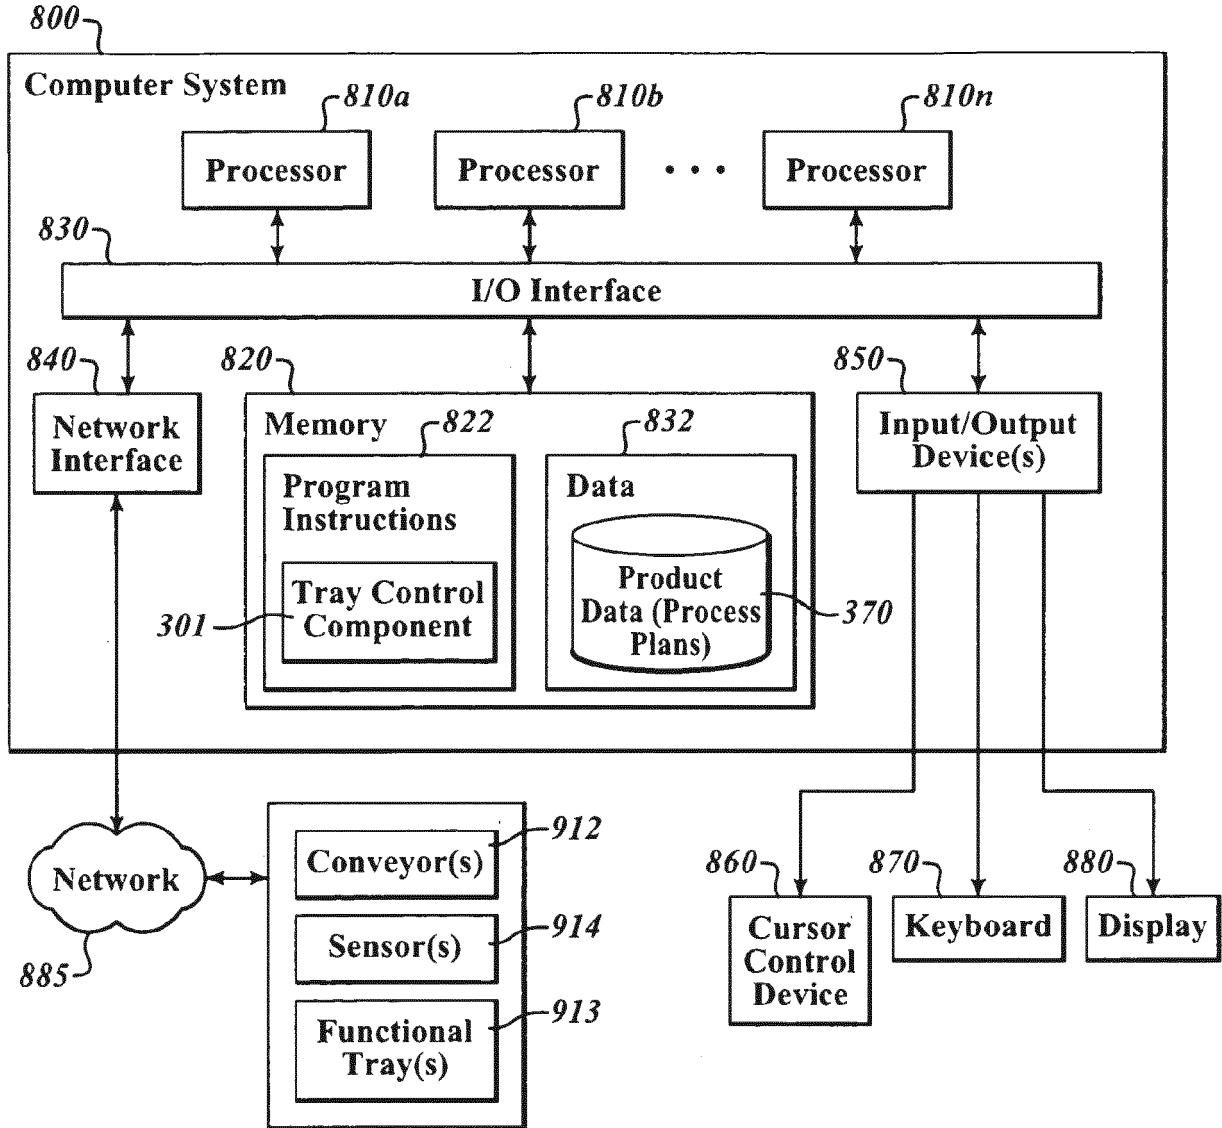 800
Computer System
810a
810b
810n
Processor
Processor
. . .
Processor
830
I/O Interface
840
820
850
Network
Interface
Memory
822
832
Input/Output
Device(s)
Program
Instructions
Data
Tray Control
Component
301
Product
Data (Process
Plans)
370
912
Conveyor(s)
Network
885
914
Sensor(s)
913
Functional
Tray(s)
860
870
880
Cursor
Control
Device
Keyboard
Display